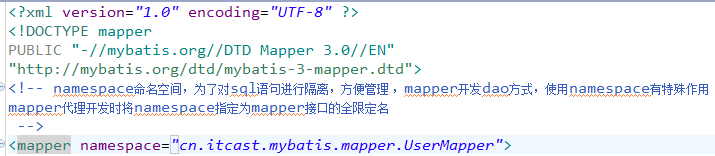 <?xml version="1.0" encoding="UTF-8" ?>
<!DOCTYPE mapper
PUBLIC "-//mybatis.org//DTD Mapper 3.0//EN"
"http://mybatis.org/dtd/mybatis-3-mapper.dtd">
<!-- namespace命名空间，为了对sql语句进行隔离，方便管理 ，mapper开发dao方式，使用namespace有特殊作用
mapper代理开发时将namespace指定为mapper接口的全限定名
-->
<mapper namespace="cn.itcast.mybatis.mapper.UserMapper">